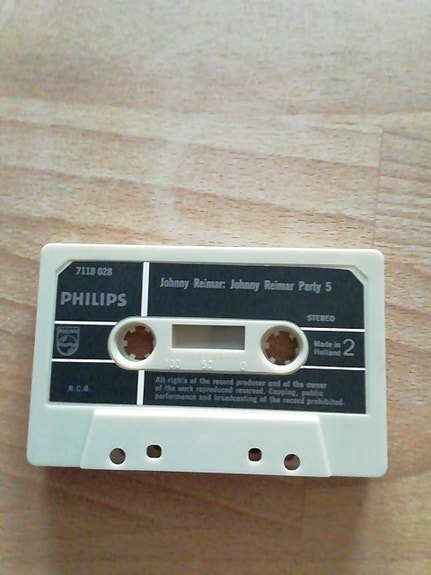 7118 028
Johnny Reimar: Johnny Reimar Party 5
PHILIPS
STEREO
PHILIPS
Made in
Holland 2
100 50 0
N.C.B.
All rights of the record producer and of the owner
of the work reproduced reserved. Copying, public
performance and broadcasting of the record prohibited.